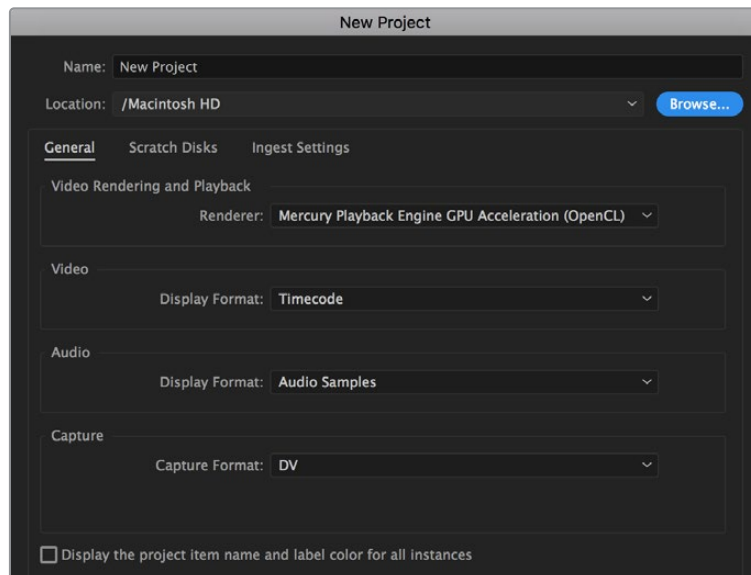 New Project
Name: New Project
Location: /Macintosh HD Browse...
General Scratch Disks Ingest Settings
Video Rendering and Playback
Renderer: Mercury Playback Engine GPU Acceleration (OpenCL)
Video
Display Format: Timecode
Audio
Display Format: Audio Samples
Capture
Capture Format: DV
Display the project item name and label color for all instances